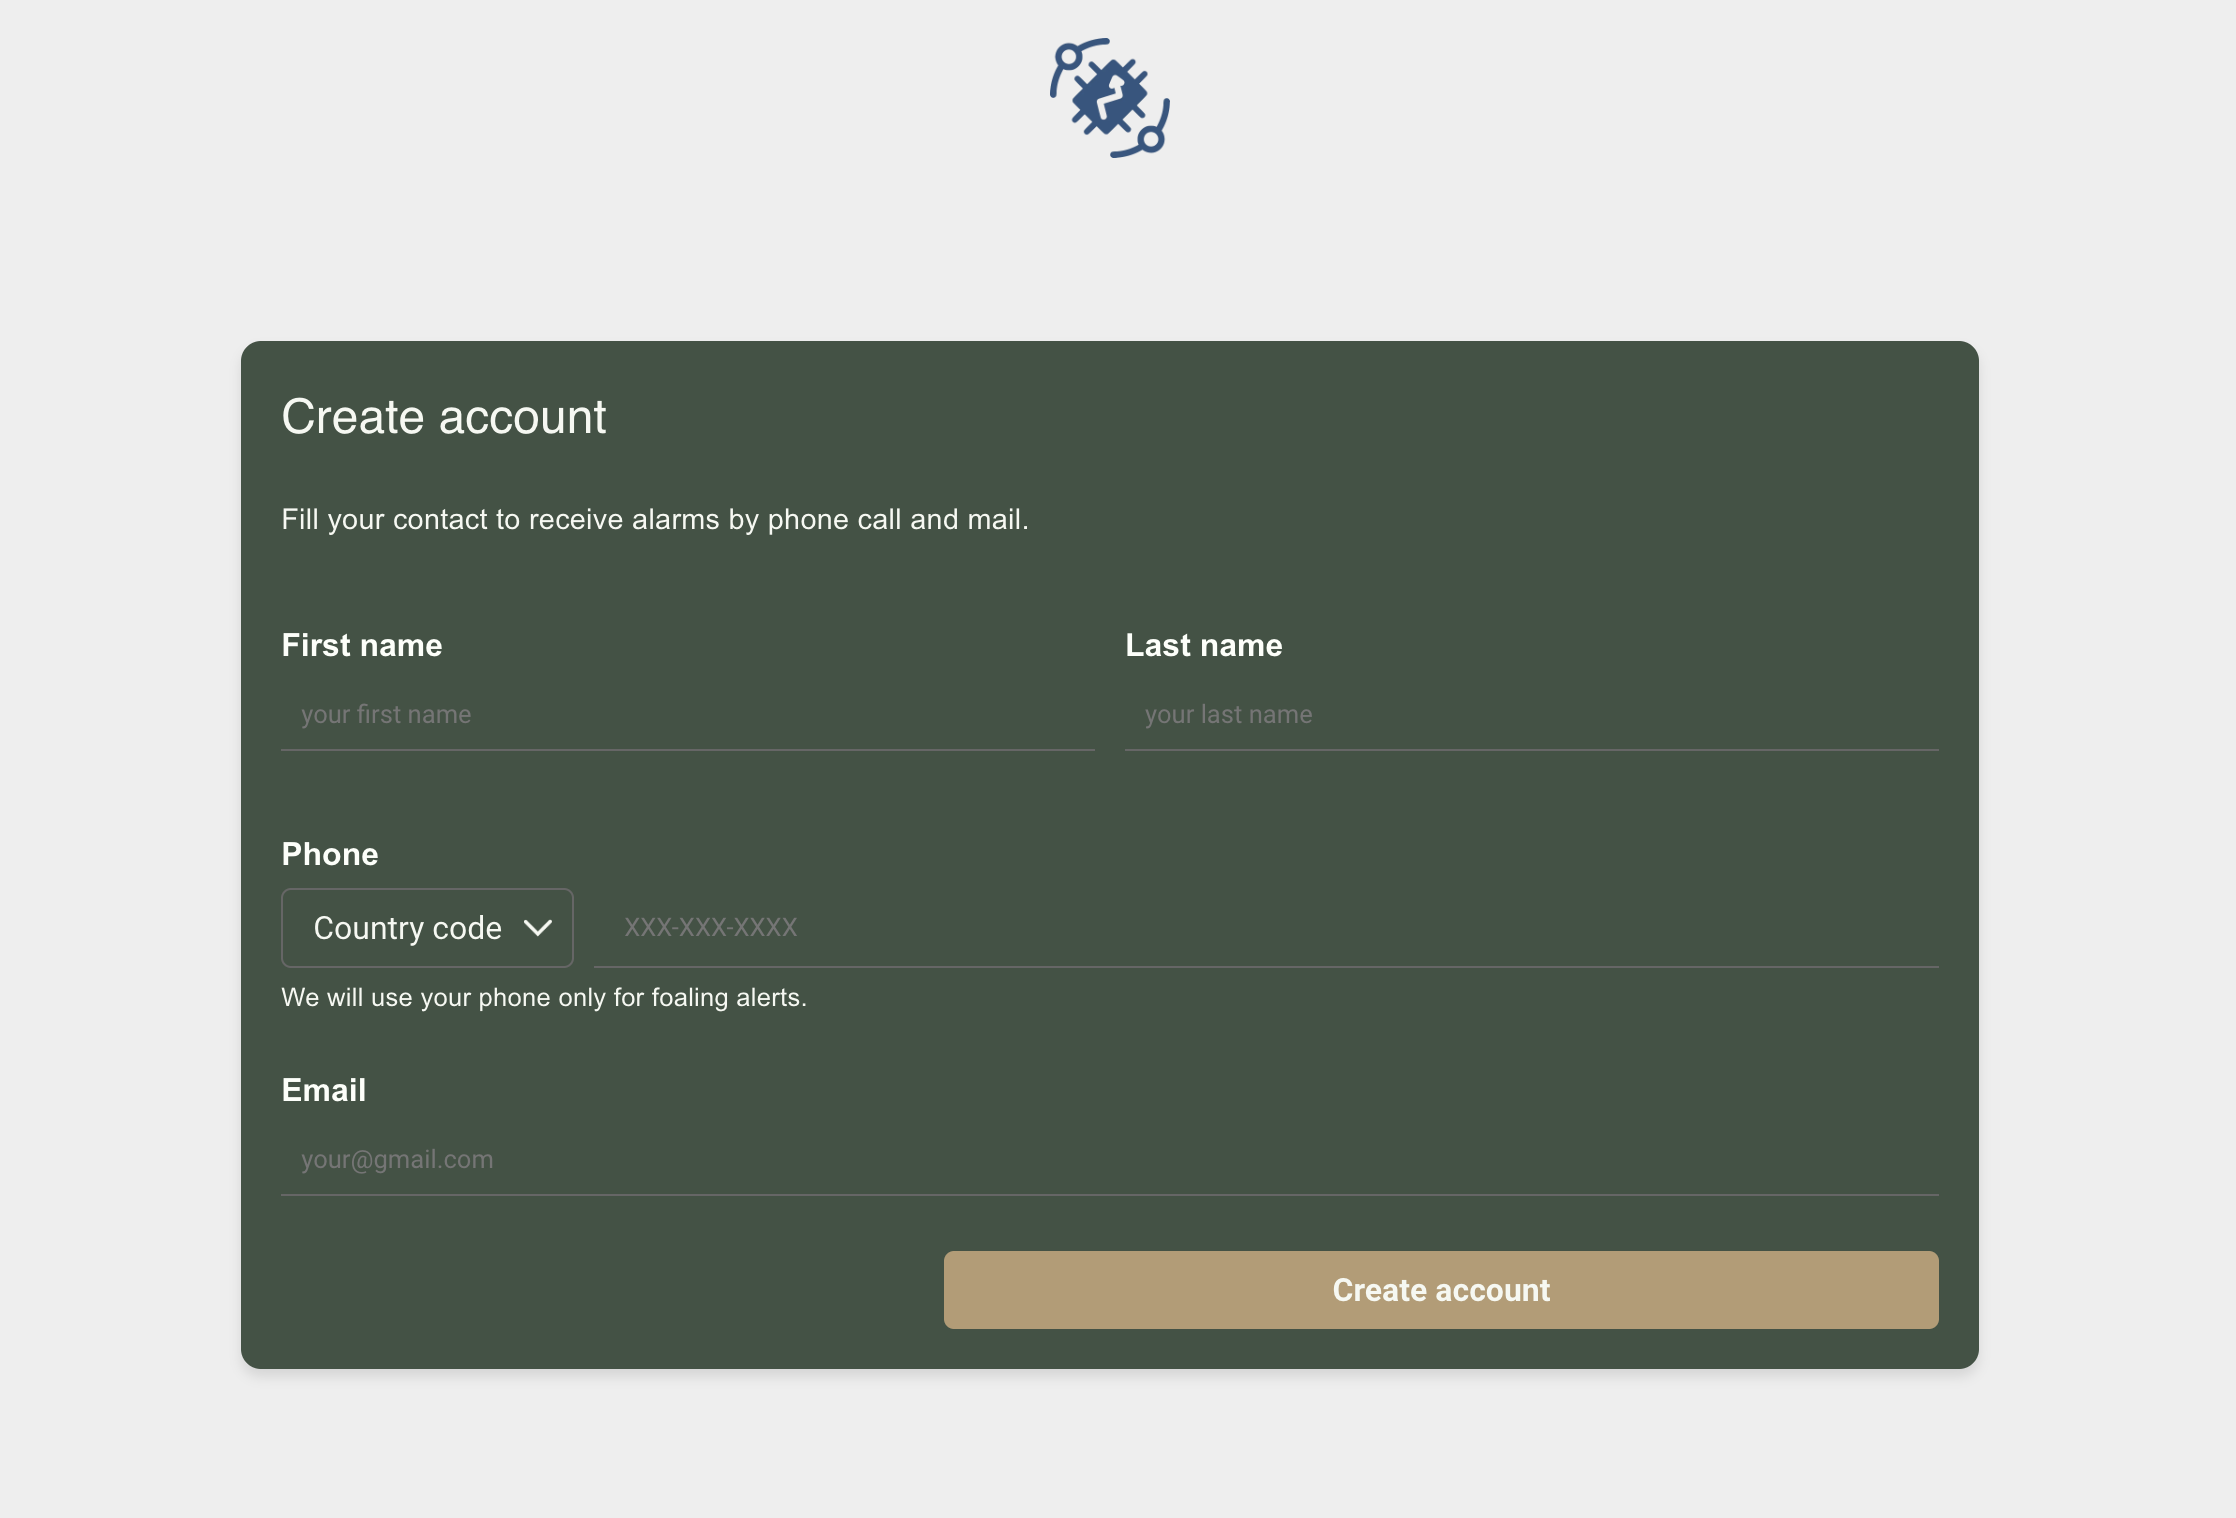 Create account
Fill your contact to receive alarms by phone call and mail.
First name
Last name
your first name
your last name
Phone
Country code
XXX-XXX-XXXX
We will use your phone only for foaling alerts.
Email
your@gmail.com
Create account